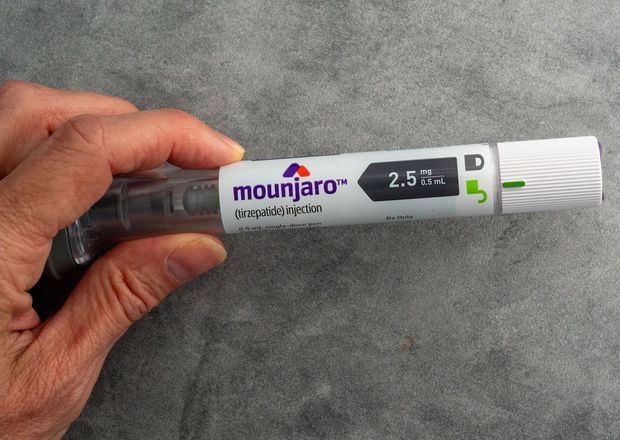 mounjaro™
(tirzepatide) injection
0.5 mL single-dose pen
2.5 mg
0.5 mL
Rx Only